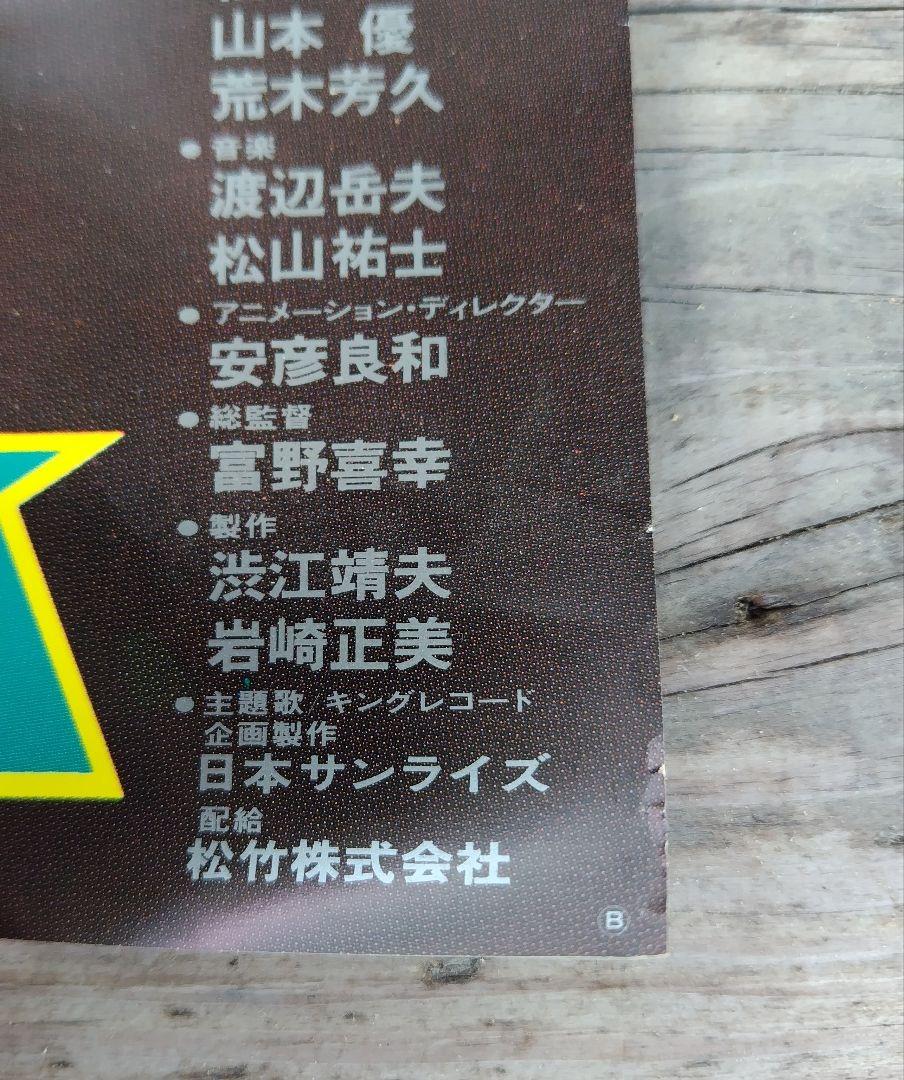 山本 優
荒木芳久
●音楽
渡辺岳夫
松山祐士
●アニメーション・ディレクター
安彦良和
●総監督
富野喜幸
●製作
渋江靖夫
岩崎正美
●主題歌/キングレコード
企画製作
日本サンライズ
配給
松竹株式会社
Ⓑ